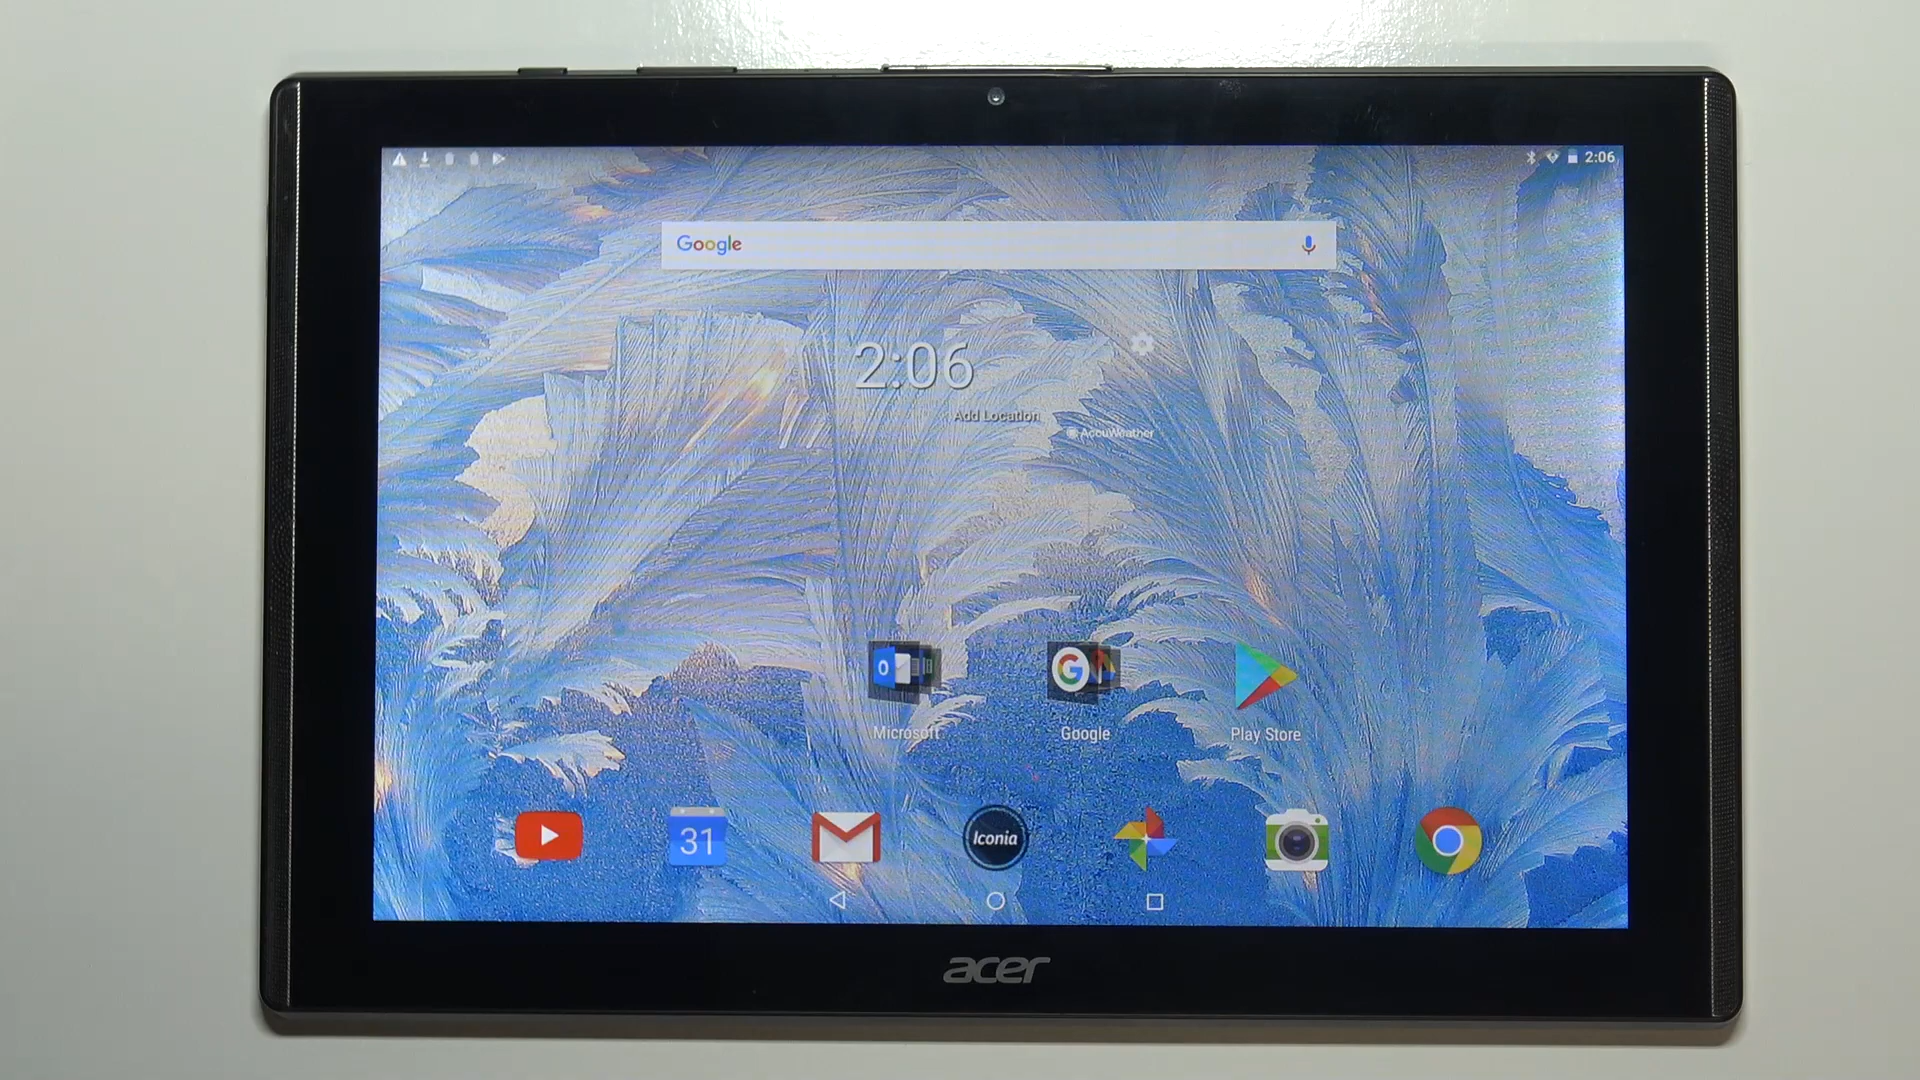 2:06
Google
2:06
Add Location
AccuWeather
O
G
Microsoft
Google
Play Store
31
Iconia
acer